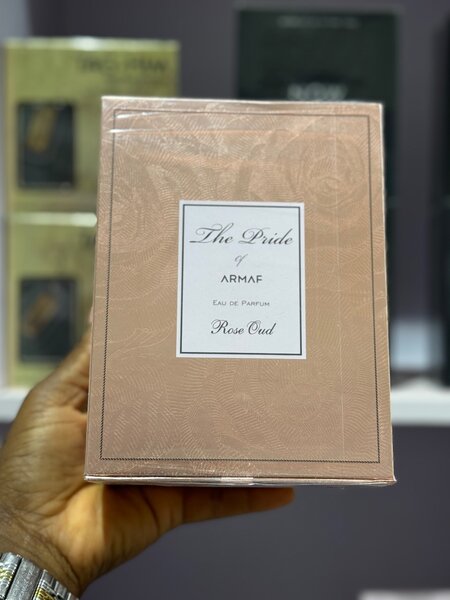 The Pride
of
ARMAF
EAU DE PARFUM
Rose Oud